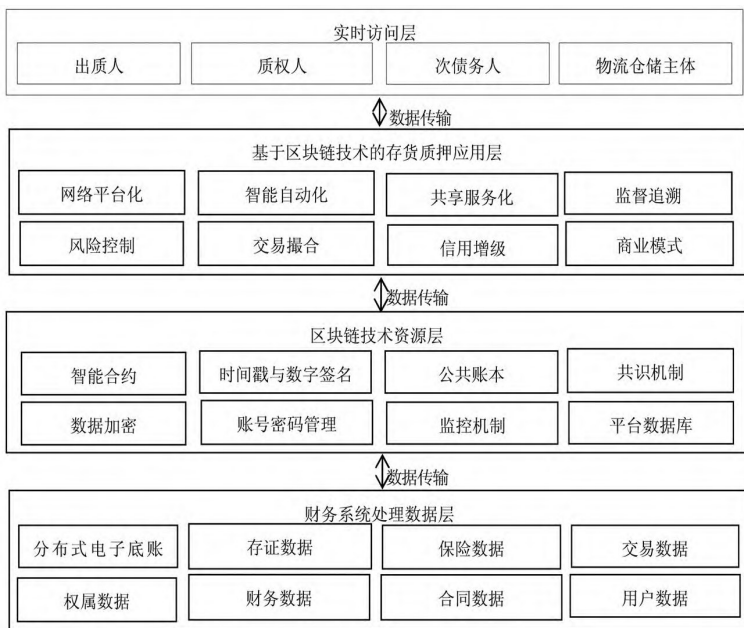 实时访问层
出质人 质权人 次债务人 物流仓储主体
数据传输
基于区块链技术的存货质押应用层
网络平台化 智能自动化 共享服务化 监督追溯
风险控制 交易撮合 信用增级 商业模式
数据传输
区块链技术资源层
智能合约 时间戳与数字签名 公共账本 共识机制
数据加密 账号密码管理 监控机制 平台数据库
数据传输
财务系统处理数据层
分布式电子底账 存证数据 保险数据 交易数据
权属数据 财务数据 合同数据 用户数据